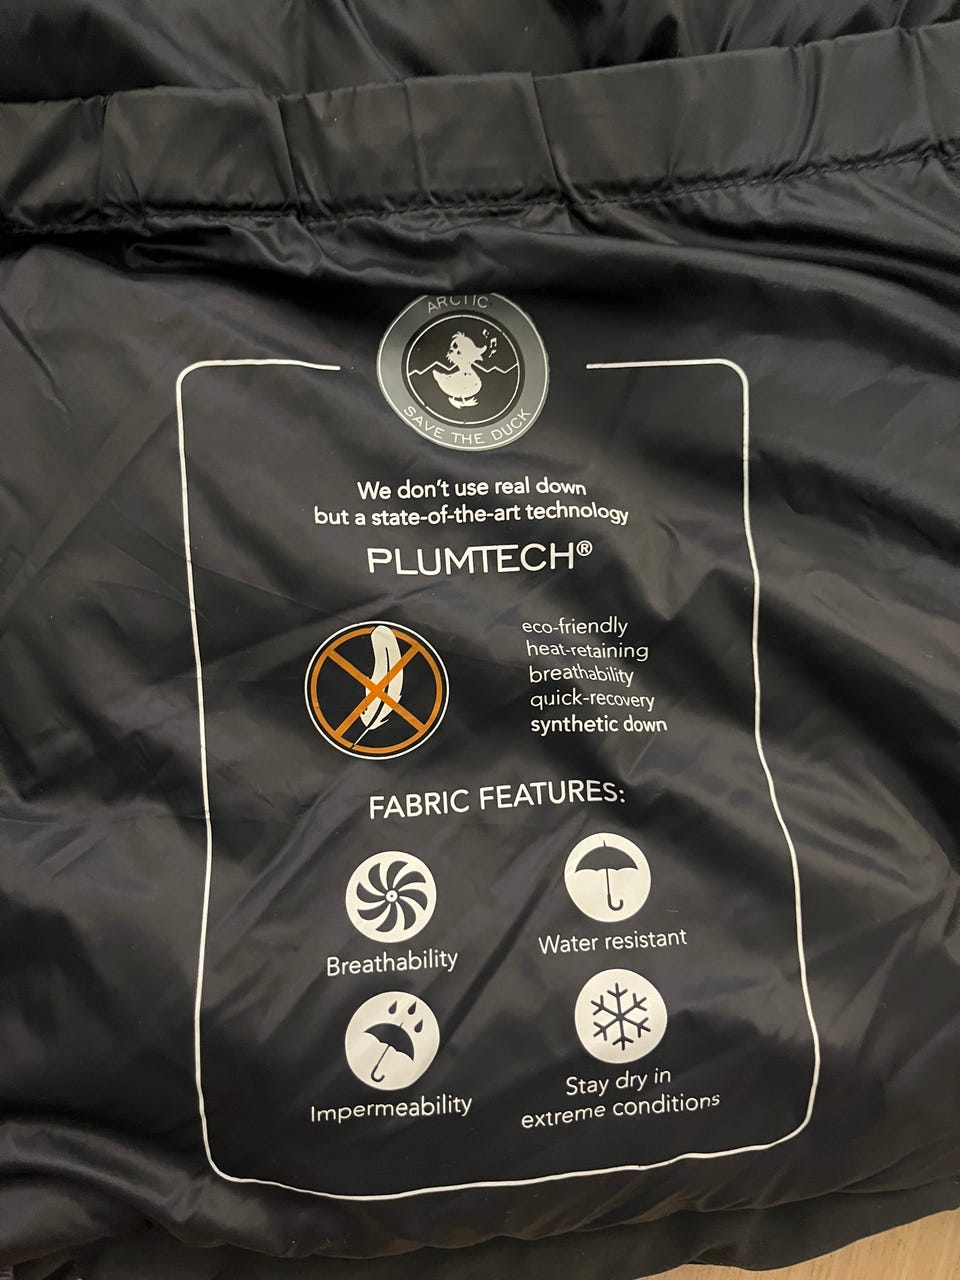 ARCTIC
SAVE THE DUCK
We don't use real down
but a state-of-the-art technology
PLUMTECH®
eco-friendly
heat-retaining
breathability
quick-recovery
synthetic down
FABRIC FEATURES:
Breathability
Water resistant
Impermeability
Stay dry in
extreme conditions